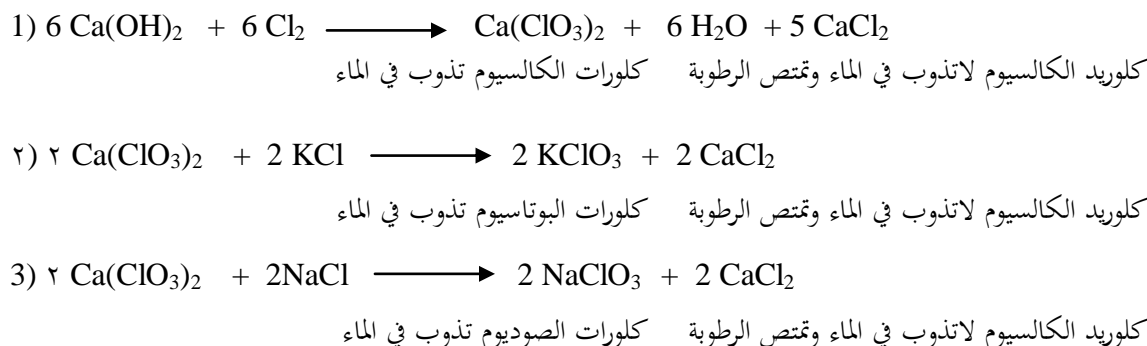 1) 6 Ca(OH)₂ + 6 Cl₂ ⟶ Ca(ClO₃)₂ + 6 H₂O + 5 CaCl₂
كلورات الكالسيوم تذوب في الماء كلوريد الكالسيوم لاتذوب في الماء وتمتص الرطوبة
٢) ٢ Ca(ClO₃)₂ + 2 KCl ⟶ 2 KClO₃ + 2 CaCl₂
كلورات البوتاسيوم تذوب في الماء كلوريد الكالسيوم لاتذوب في الماء وتمتص الرطوبة
3) ٢ Ca(ClO₃)₂ + 2NaCl ⟶ 2 NaClO₃ + 2 CaCl₂
كلورات الصوديوم تذوب في الماء كلوريد الكالسيوم لاتذوب في الماء وتمتص الرطوبة